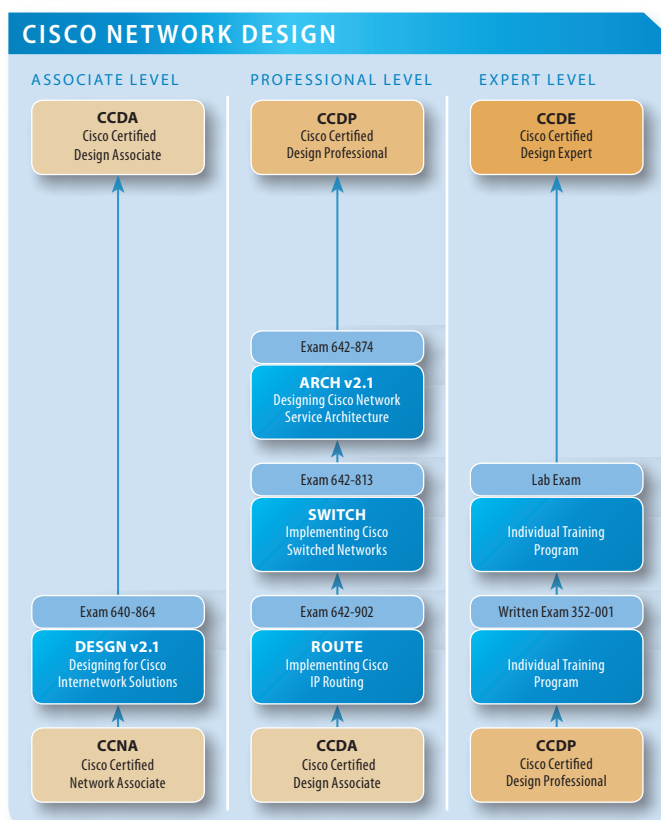 CISCO NETWORK DESIGN
ASSOCIATE LEVEL
CCDA
Cisco Certified
Design Associate
Exam 640-864
DESGN v2.1
Designing for Cisco
Internetwork Solutions
CCNA
Cisco Certified
Network Associate
PROFESSIONAL LEVEL
CCDP
Cisco Certified
Design Professional
Exam 642-874
ARCH v2.1
Designing Cisco Network
Service Architecture
Exam 642-813
SWITCH
Implementing Cisco
Switched Networks
Exam 642-902
ROUTE
Implementing Cisco
IP Routing
CCDA
Cisco Certified
Design Associate
EXPERT LEVEL
CCDE
Cisco Certified
Design Expert
Lab Exam
Individual Training
Program
Written Exam 352-001
Individual Training
Program
CCDP
Cisco Certified
Design Professional